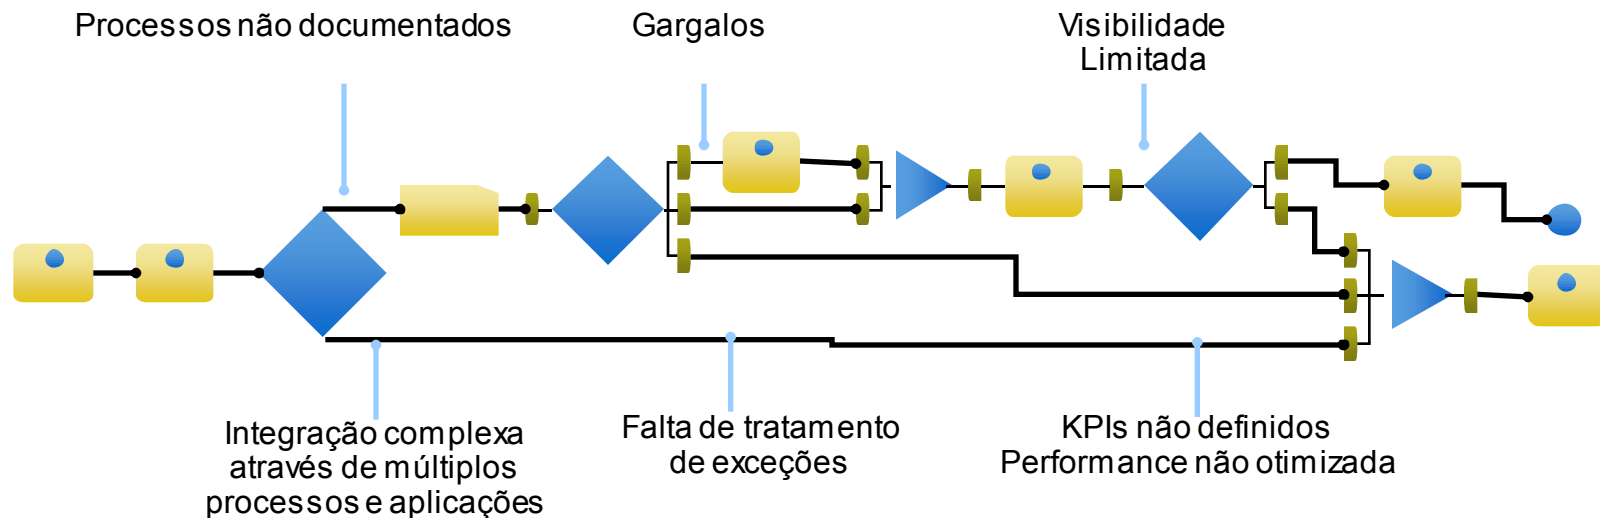 Processos não documentados
Gargalos
Visibilidade
Limitada
Integração complexa
através de múltiplos
processos e aplicações
Falta de tratamento
de exceções
KPIs não definidos
Performance não otimizada